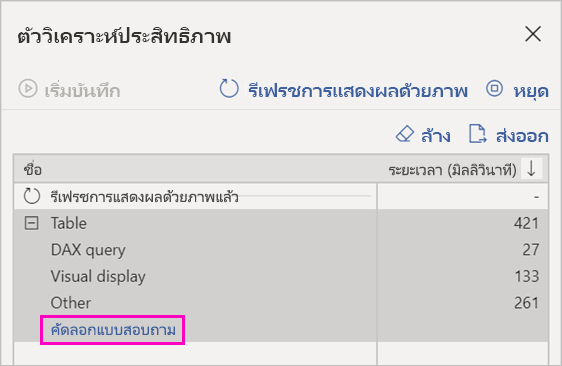 ตัววิเคราะห์ประสิทธิภาพ
เริ่มบันทึก รีเฟรชการแสดงผลด้วยภาพ หยุด
ล้าง ส่งออก
ชื่อ ระยะเวลา (มิลลิวินาที)
รีเฟรชการแสดงผลด้วยภาพแล้ว -
Table 421
DAX query 27
Visual display 133
Other 261
คัดลอกแบบสอบถาม